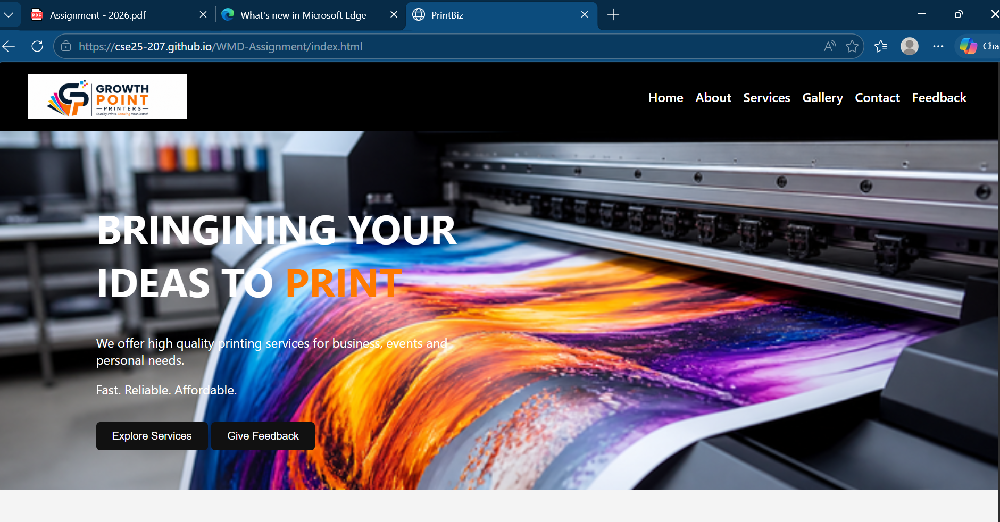 Assignment - 2026.pdf
What's new in Microsoft Edge
PrintBiz
https://cse25-207.github.io/WMD-Assignment/index.html
Chat
GROWTH
POINT
PRINTERS
Quality Prints. Growing Your Brand.
Home
About
Services
Gallery
Contact
Feedback
BRINGINING YOUR
IDEAS TO PRINT
We offer high quality printing services for business, events and
personal needs.
Fast. Reliable. Affordable.
Explore Services
Give Feedback